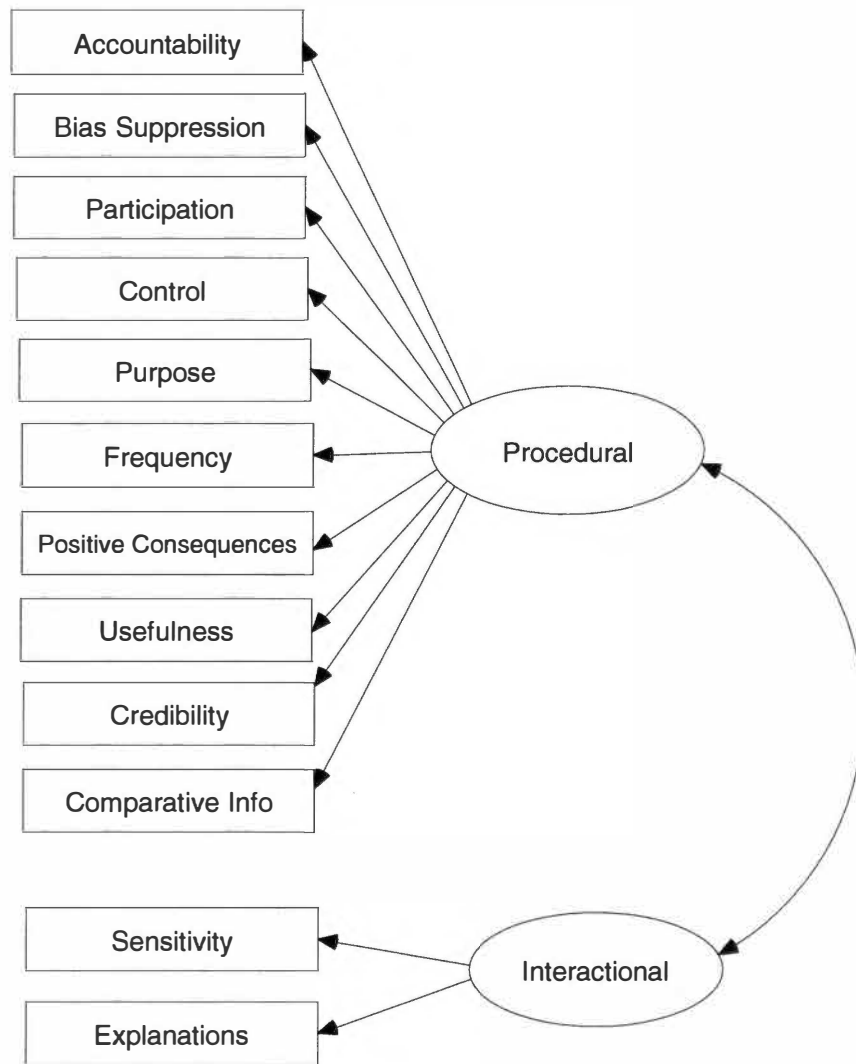 Accountability
Bias Suppression
Participation
Control
Purpose
Frequency
Procedural
Positive Consequences
Usefulness
Credibility
Comparative Info
Sensitivity
Interactional
Explanations